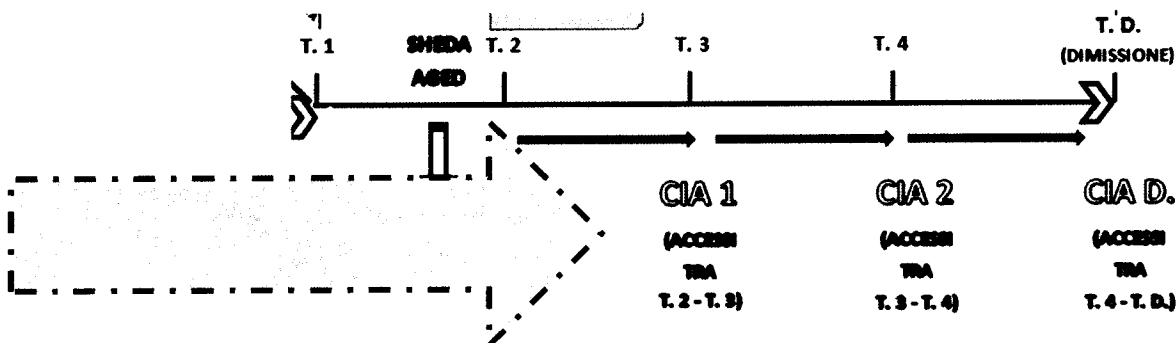 T. 1
SHEDA
AGED
T. 2
T. 3
T. 4
T. D.
(DIMISSIONE)
CIA 1
(ACCESSI
TRA
T. 2 - T. 3)
CIA 2
(ACCESSI
TRA
T. 3 - T. 4)
CIA D.
(ACCESSI
TRA
T. 4 - T. D.)